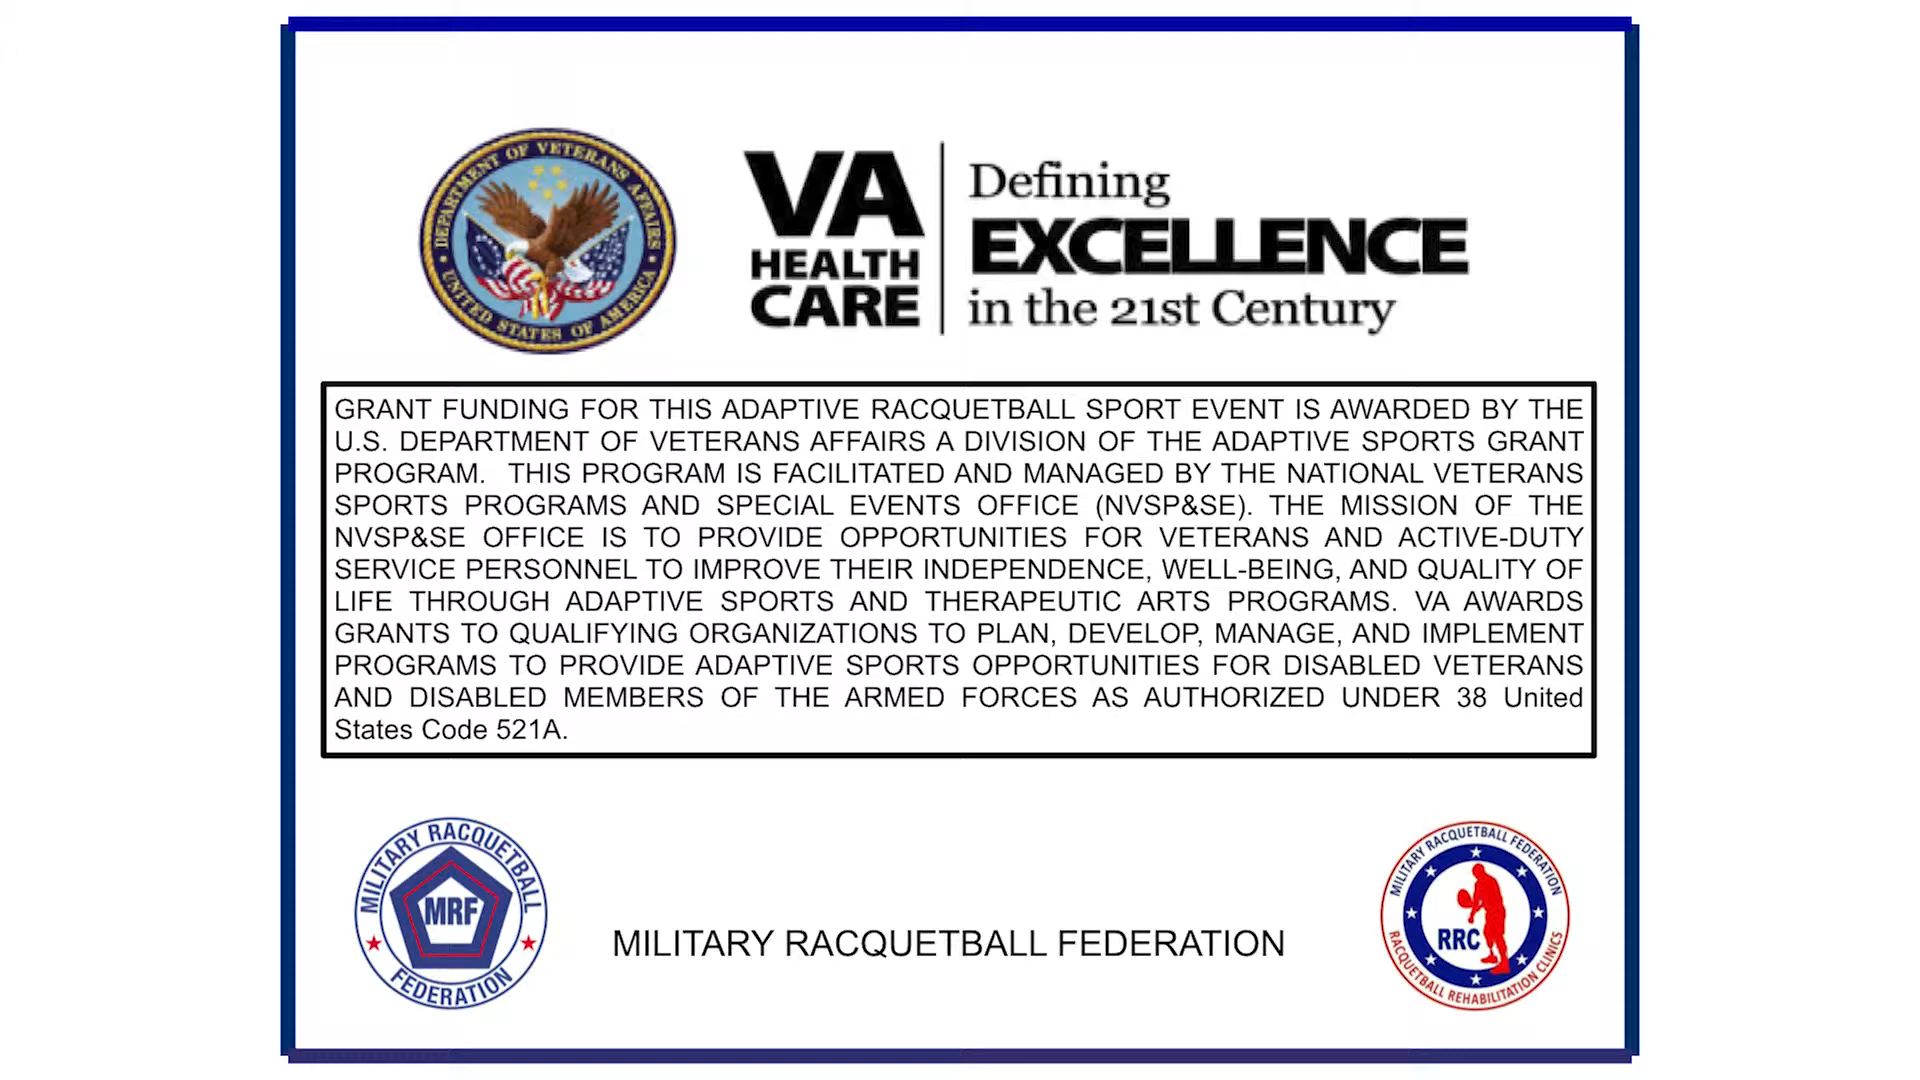 DEPARTMENT OF VETERANS AFFAIRS
UNITED STATES OF AMERICA
VA
HEALTH
CARE
Defining
EXCELLENCE
in the 21st Century
GRANT FUNDING FOR THIS ADAPTIVE RACQUETBALL SPORT EVENT IS AWARDED BY THE
U.S. DEPARTMENT OF VETERANS AFFAIRS A DIVISION OF THE ADAPTIVE SPORTS GRANT
PROGRAM. THIS PROGRAM IS FACILITATED AND MANAGED BY THE NATIONAL VETERANS
SPORTS PROGRAMS AND SPECIAL EVENTS OFFICE (NVSP&SE). THE MISSION OF THE
NVSP&SE OFFICE IS TO PROVIDE OPPORTUNITIES FOR VETERANS AND ACTIVE-DUTY
SERVICE PERSONNEL TO IMPROVE THEIR INDEPENDENCE, WELL-BEING, AND QUALITY OF
LIFE THROUGH ADAPTIVE SPORTS AND THERAPEUTIC ARTS PROGRAMS. VA AWARDS
GRANTS TO QUALIFYING ORGANIZATIONS TO PLAN, DEVELOP, MANAGE, AND IMPLEMENT
PROGRAMS TO PROVIDE ADAPTIVE SPORTS OPPORTUNITIES FOR DISABLED VETERANS
AND DISABLED MEMBERS OF THE ARMED FORCES AS AUTHORIZED UNDER 38 United
States Code 521A.
MILITARY RACQUETBALL
MRF
FEDERATION
MILITARY RACQUETBALL FEDERATION
MILITARY RACQUETBALL FEDERATION
RRC
RACQUETBALL REHABILITATION CLINICS